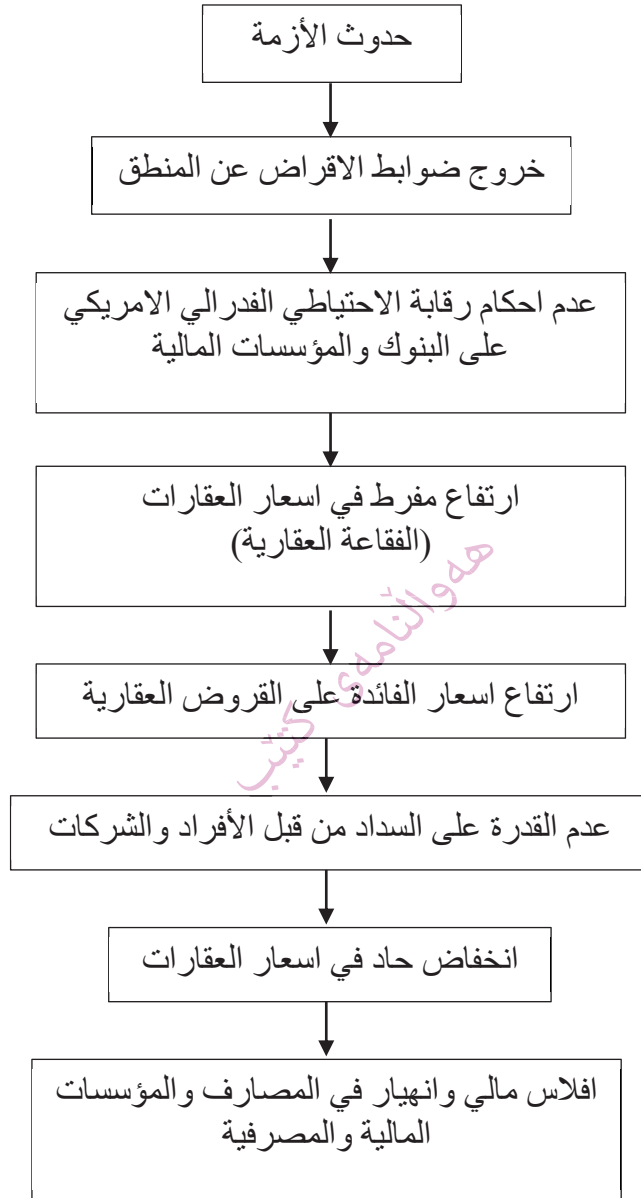 حدوث الأزمة
خروج ضوابط الاقراض عن المنطق
عدم احكام رقابة الاحتياطي الفدرالي الامريكي
على البنوك والمؤسسات المالية
ارتفاع مفرط في اسعار العقارات
(الفقاعة العقارية)
هەواڵنامەی کتێب
ارتفاع اسعار الفائدة على القروض العقارية
عدم القدرة على السداد من قبل الأفراد والشركات
انخفاض حاد في اسعار العقارات
افلاس مالي وانهيار في المصارف والمؤسسات
المالية والمصرفية